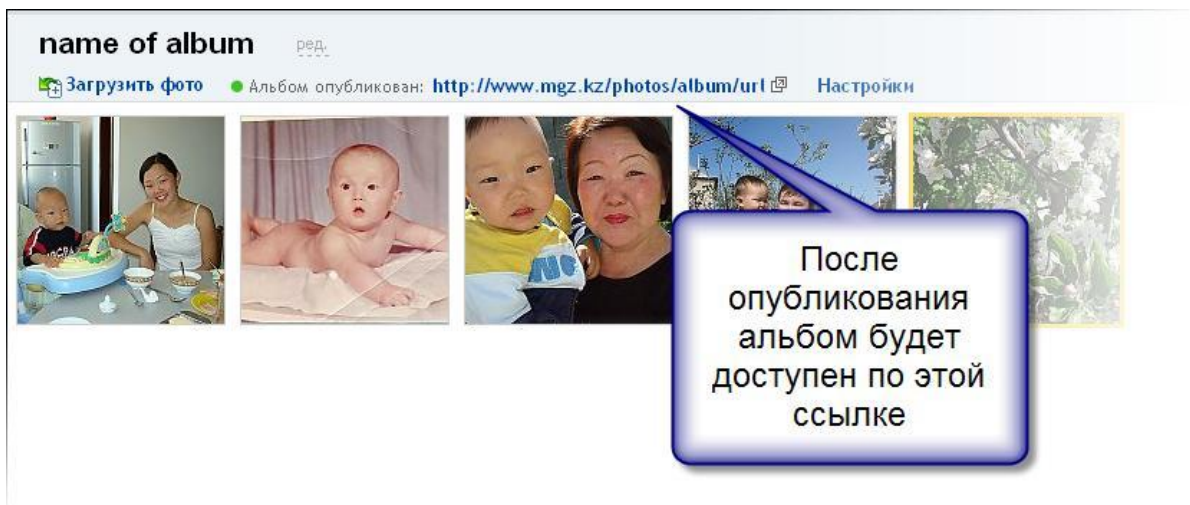 name of album ред.
Загрузить фото Альбом опубликован: http://www.mgz.kz/photos/album/url Настройки
После
опубликования
альбом будет
доступен по этой
ссылке